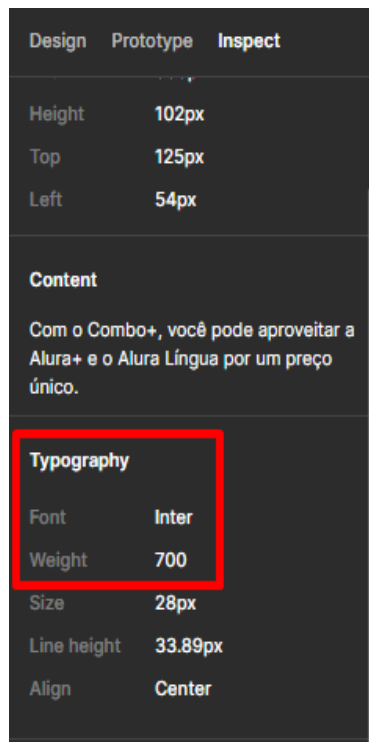 Design Prototype Inspect
Height 102px
Top 125px
Left 54px
Content
Com o Combo+, você pode aproveitar a
Alura+ e o Alura Língua por um preço
único.
Typography
Font Inter
Weight 700
Size 28px
Line height 33.89px
Align Center